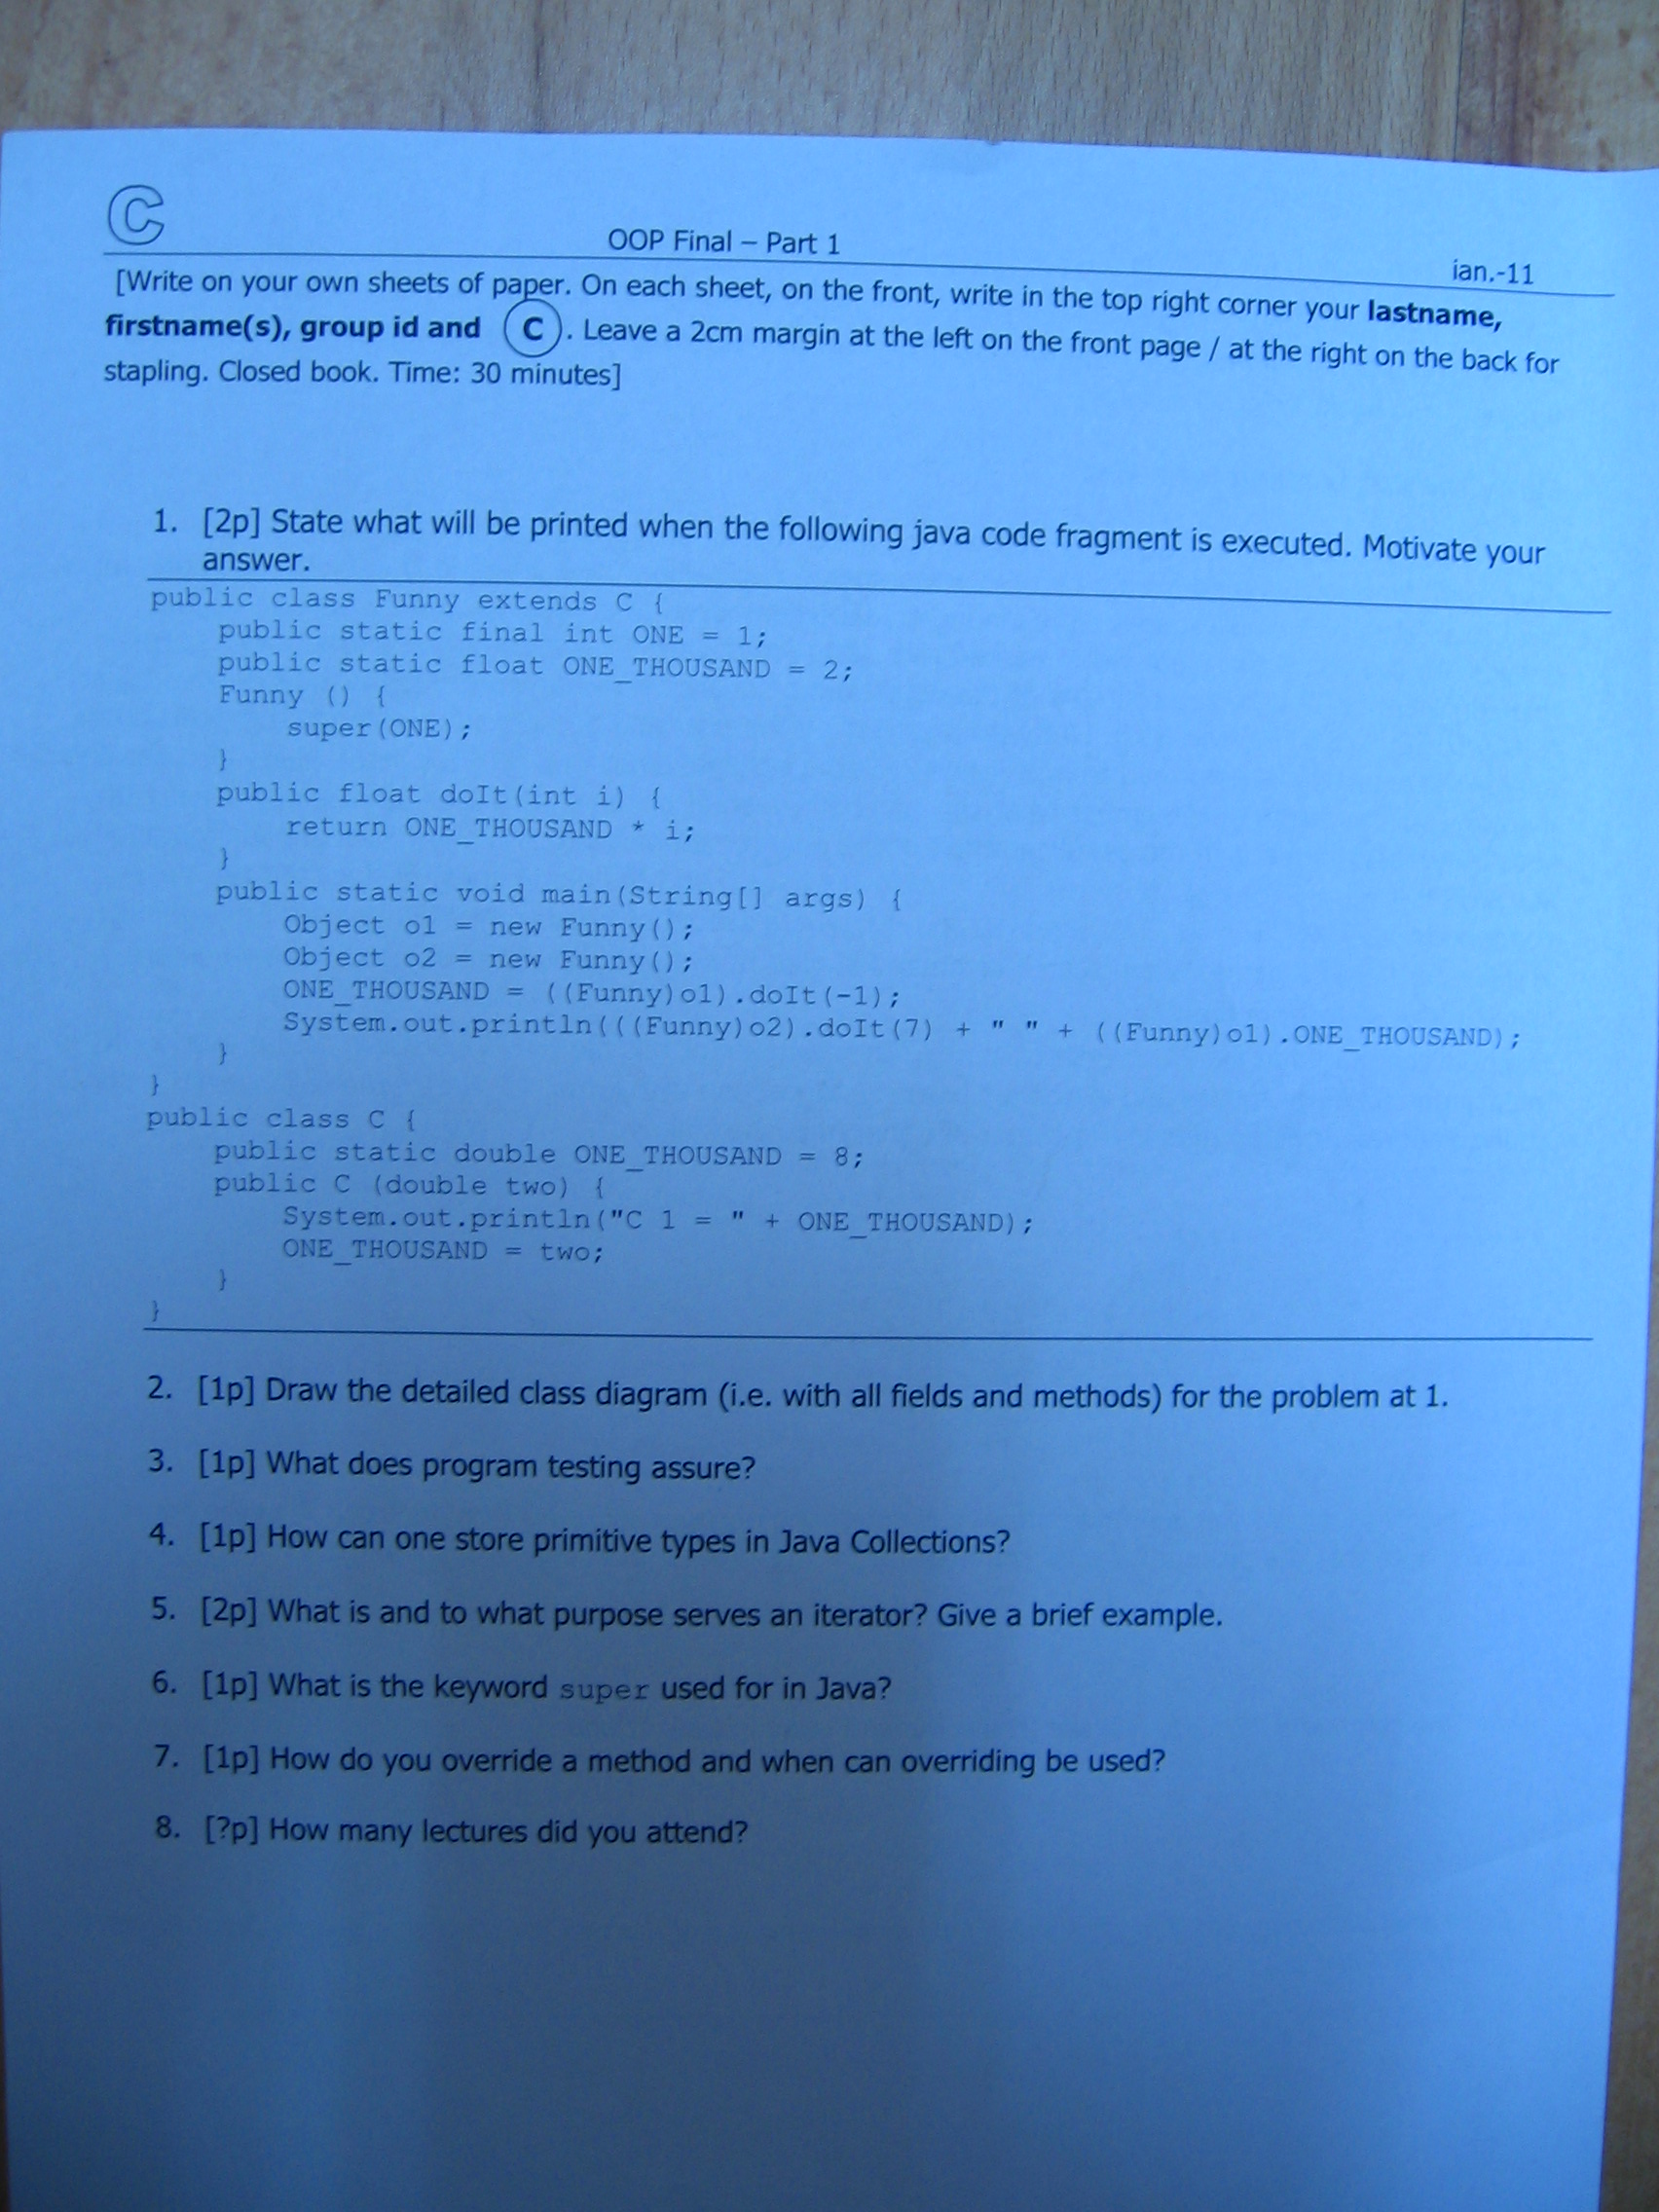 C
OOP Final – Part 1
ian.-11
[Write on your own sheets of paper. On each sheet, on the front, write in the top right corner your lastname,
firstname(s), group id and C. Leave a 2cm margin at the left on the front page / at the right on the back for
stapling. Closed book. Time: 30 minutes]
1. [2p] State what will be printed when the following java code fragment is executed. Motivate your
answer.
public class Funny extends C {
public static final int ONE = 1;
public static float ONE_THOUSAND = 2;
Funny () {
super(ONE);
}
public float doIt(int i) {
return ONE_THOUSAND * i;
}
public static void main(String[] args) {
Object o1 = new Funny();
Object o2 = new Funny();
ONE_THOUSAND = ((Funny)o1).doIt(-1);
System.out.println(((Funny)o2).doIt(7) + " " + ((Funny)o1).ONE_THOUSAND);
}
}
public class C {
public static double ONE_THOUSAND = 8;
public C (double two) {
System.out.println("C 1 = " + ONE_THOUSAND);
ONE_THOUSAND = two;
}
}
2. [1p] Draw the detailed class diagram (i.e. with all fields and methods) for the problem at 1.
3. [1p] What does program testing assure?
4. [1p] How can one store primitive types in Java Collections?
5. [2p] What is and to what purpose serves an iterator? Give a brief example.
6. [1p] What is the keyword super used for in Java?
7. [1p] How do you override a method and when can overriding be used?
8. [?p] How many lectures did you attend?